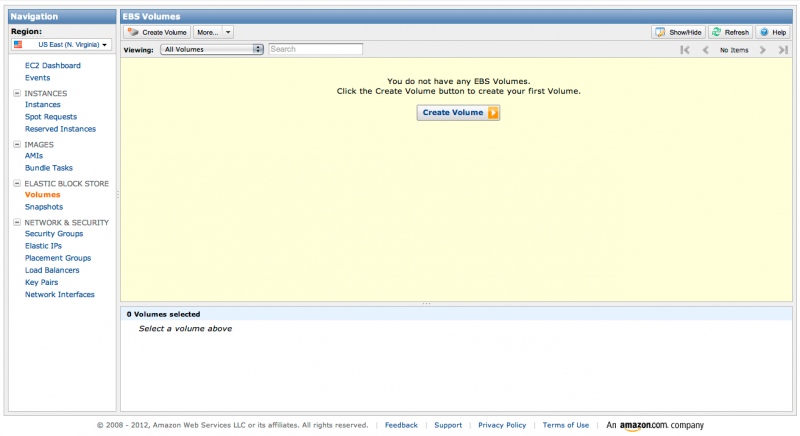 Navigation
Region:
US East (N. Virginia)
EC2 Dashboard
Events
INSTANCES
Instances
Spot Requests
Reserved Instances
IMAGES
AMIs
Bundle Tasks
ELASTIC BLOCK STORE
Volumes
Snapshots
NETWORK & SECURITY
Security Groups
Elastic IPs
Placement Groups
Load Balancers
Key Pairs
Network Interfaces
EBS Volumes
Create Volume More... Show/Hide Refresh Help
Viewing: All Volumes Search No Items
You do not have any EBS Volumes.
Click the Create Volume button to create your first Volume.
Create Volume
0 Volumes selected
Select a volume above
© 2008 - 2012, Amazon Web Services LLC or its affiliates. All rights reserved. | Feedback | Support | Privacy Policy | Terms of Use | An amazon.com. company